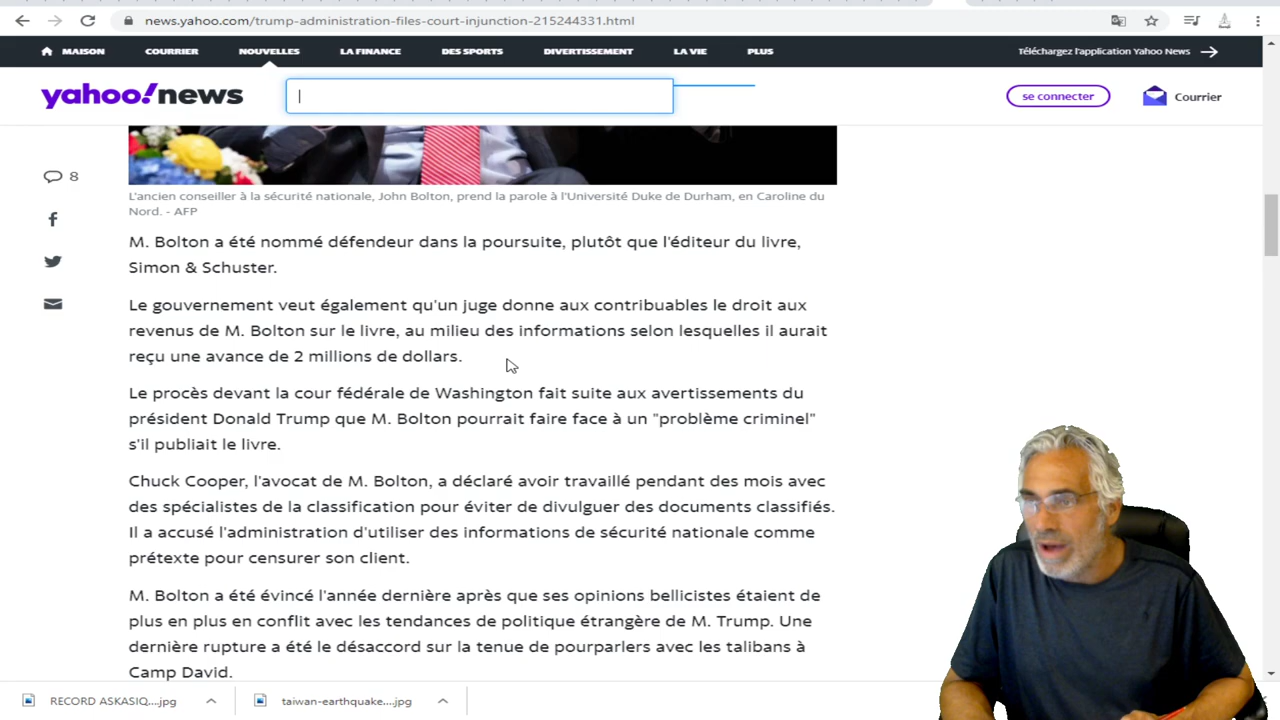 news.yahoo.com/trump-administration-files-court-injunction-215244331.html
MAISON COURRIER NOUVELLES LA FINANCE DES SPORTS DIVERTISSEMENT LA VIE PLUS Téléchargez l'application Yahoo News
yahoo!news se connecter Courrier
8
L'ancien conseiller à la sécurité nationale, John Bolton, prend la parole à l'Université Duke de Durham, en Caroline du
Nord. - AFP
M. Bolton a été nommé défendeur dans la poursuite, plutôt que l'éditeur du livre,
Simon & Schuster.
Le gouvernement veut également qu'un juge donne aux contribuables le droit aux
revenus de M. Bolton sur le livre, au milieu des informations selon lesquelles il aurait
reçu une avance de 2 millions de dollars.
Le procès devant la cour fédérale de Washington fait suite aux avertissements du
président Donald Trump que M. Bolton pourrait faire face à un "problème criminel"
s'il publiait le livre.
Chuck Cooper, l'avocat de M. Bolton, a déclaré avoir travaillé pendant des mois avec
des spécialistes de la classification pour éviter de divulguer des documents classifiés.
Il a accusé l'administration d'utiliser des informations de sécurité nationale comme
prétexte pour censurer son client.
M. Bolton a été évincé l'année dernière après que ses opinions bellicistes étaient de
plus en plus en conflit avec les tendances de politique étrangère de M. Trump. Une
dernière rupture a été le désaccord sur la tenue de pourparlers avec les talibans à
Camp David.
RECORD ASKASIQ....jpg taiwan-earthquake....jpg